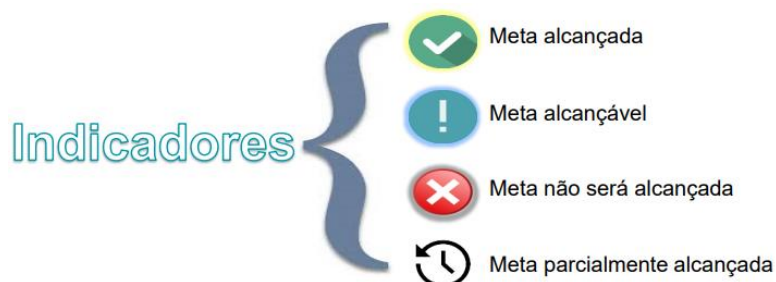 Indicadores
Meta alcançada
Meta alcançável
Meta não será alcançada
Meta parcialmente alcançada